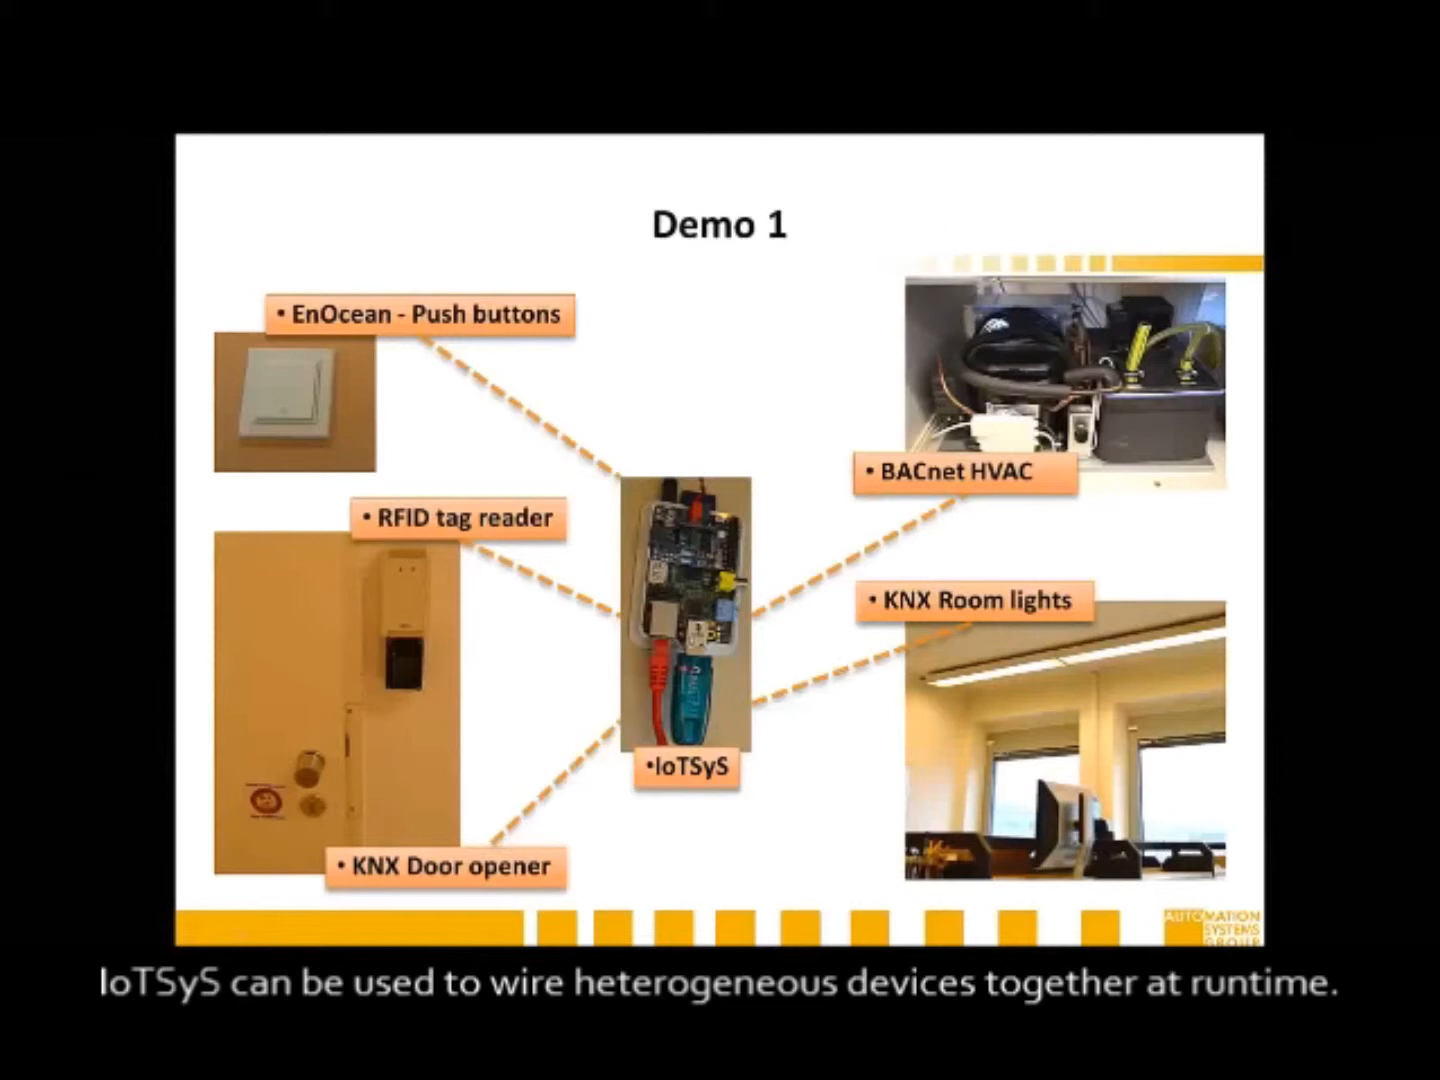 Demo 1
• EnOcean - Push buttons
• RFID tag reader
• KNX Door opener
•IoTSyS
• BACnet HVAC
• KNX Room lights
AUTOMATION
SYSTEMS
GROUP
IoTSyS can be used to wire heterogeneous devices together at runtime.